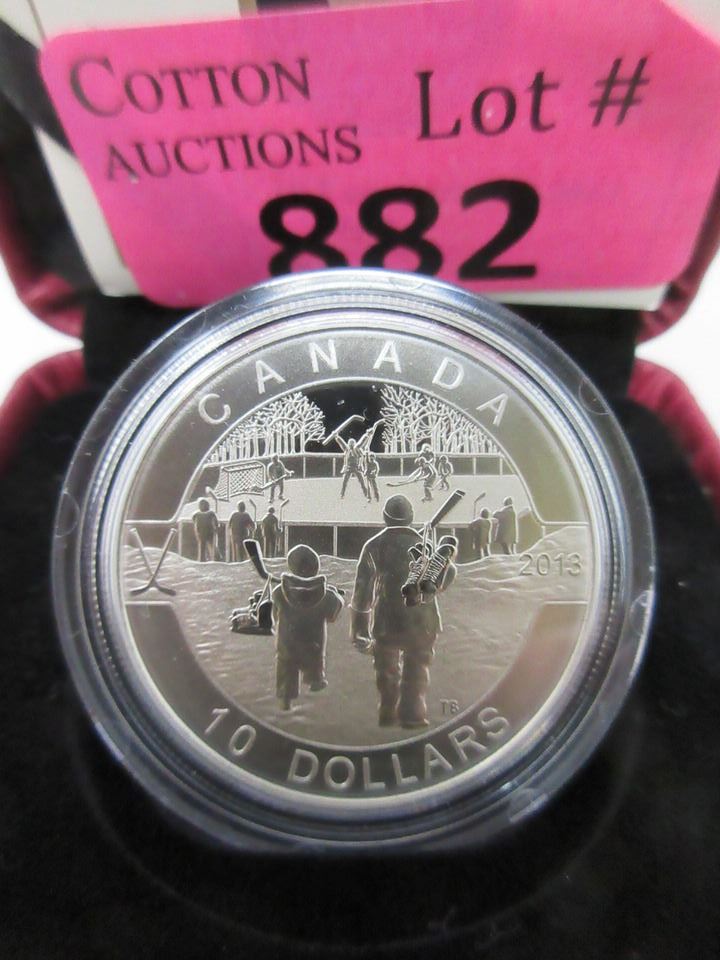 COTTON
AUCTIONS
Lot #
882
CANADA
2013
TB
10 DOLLARS